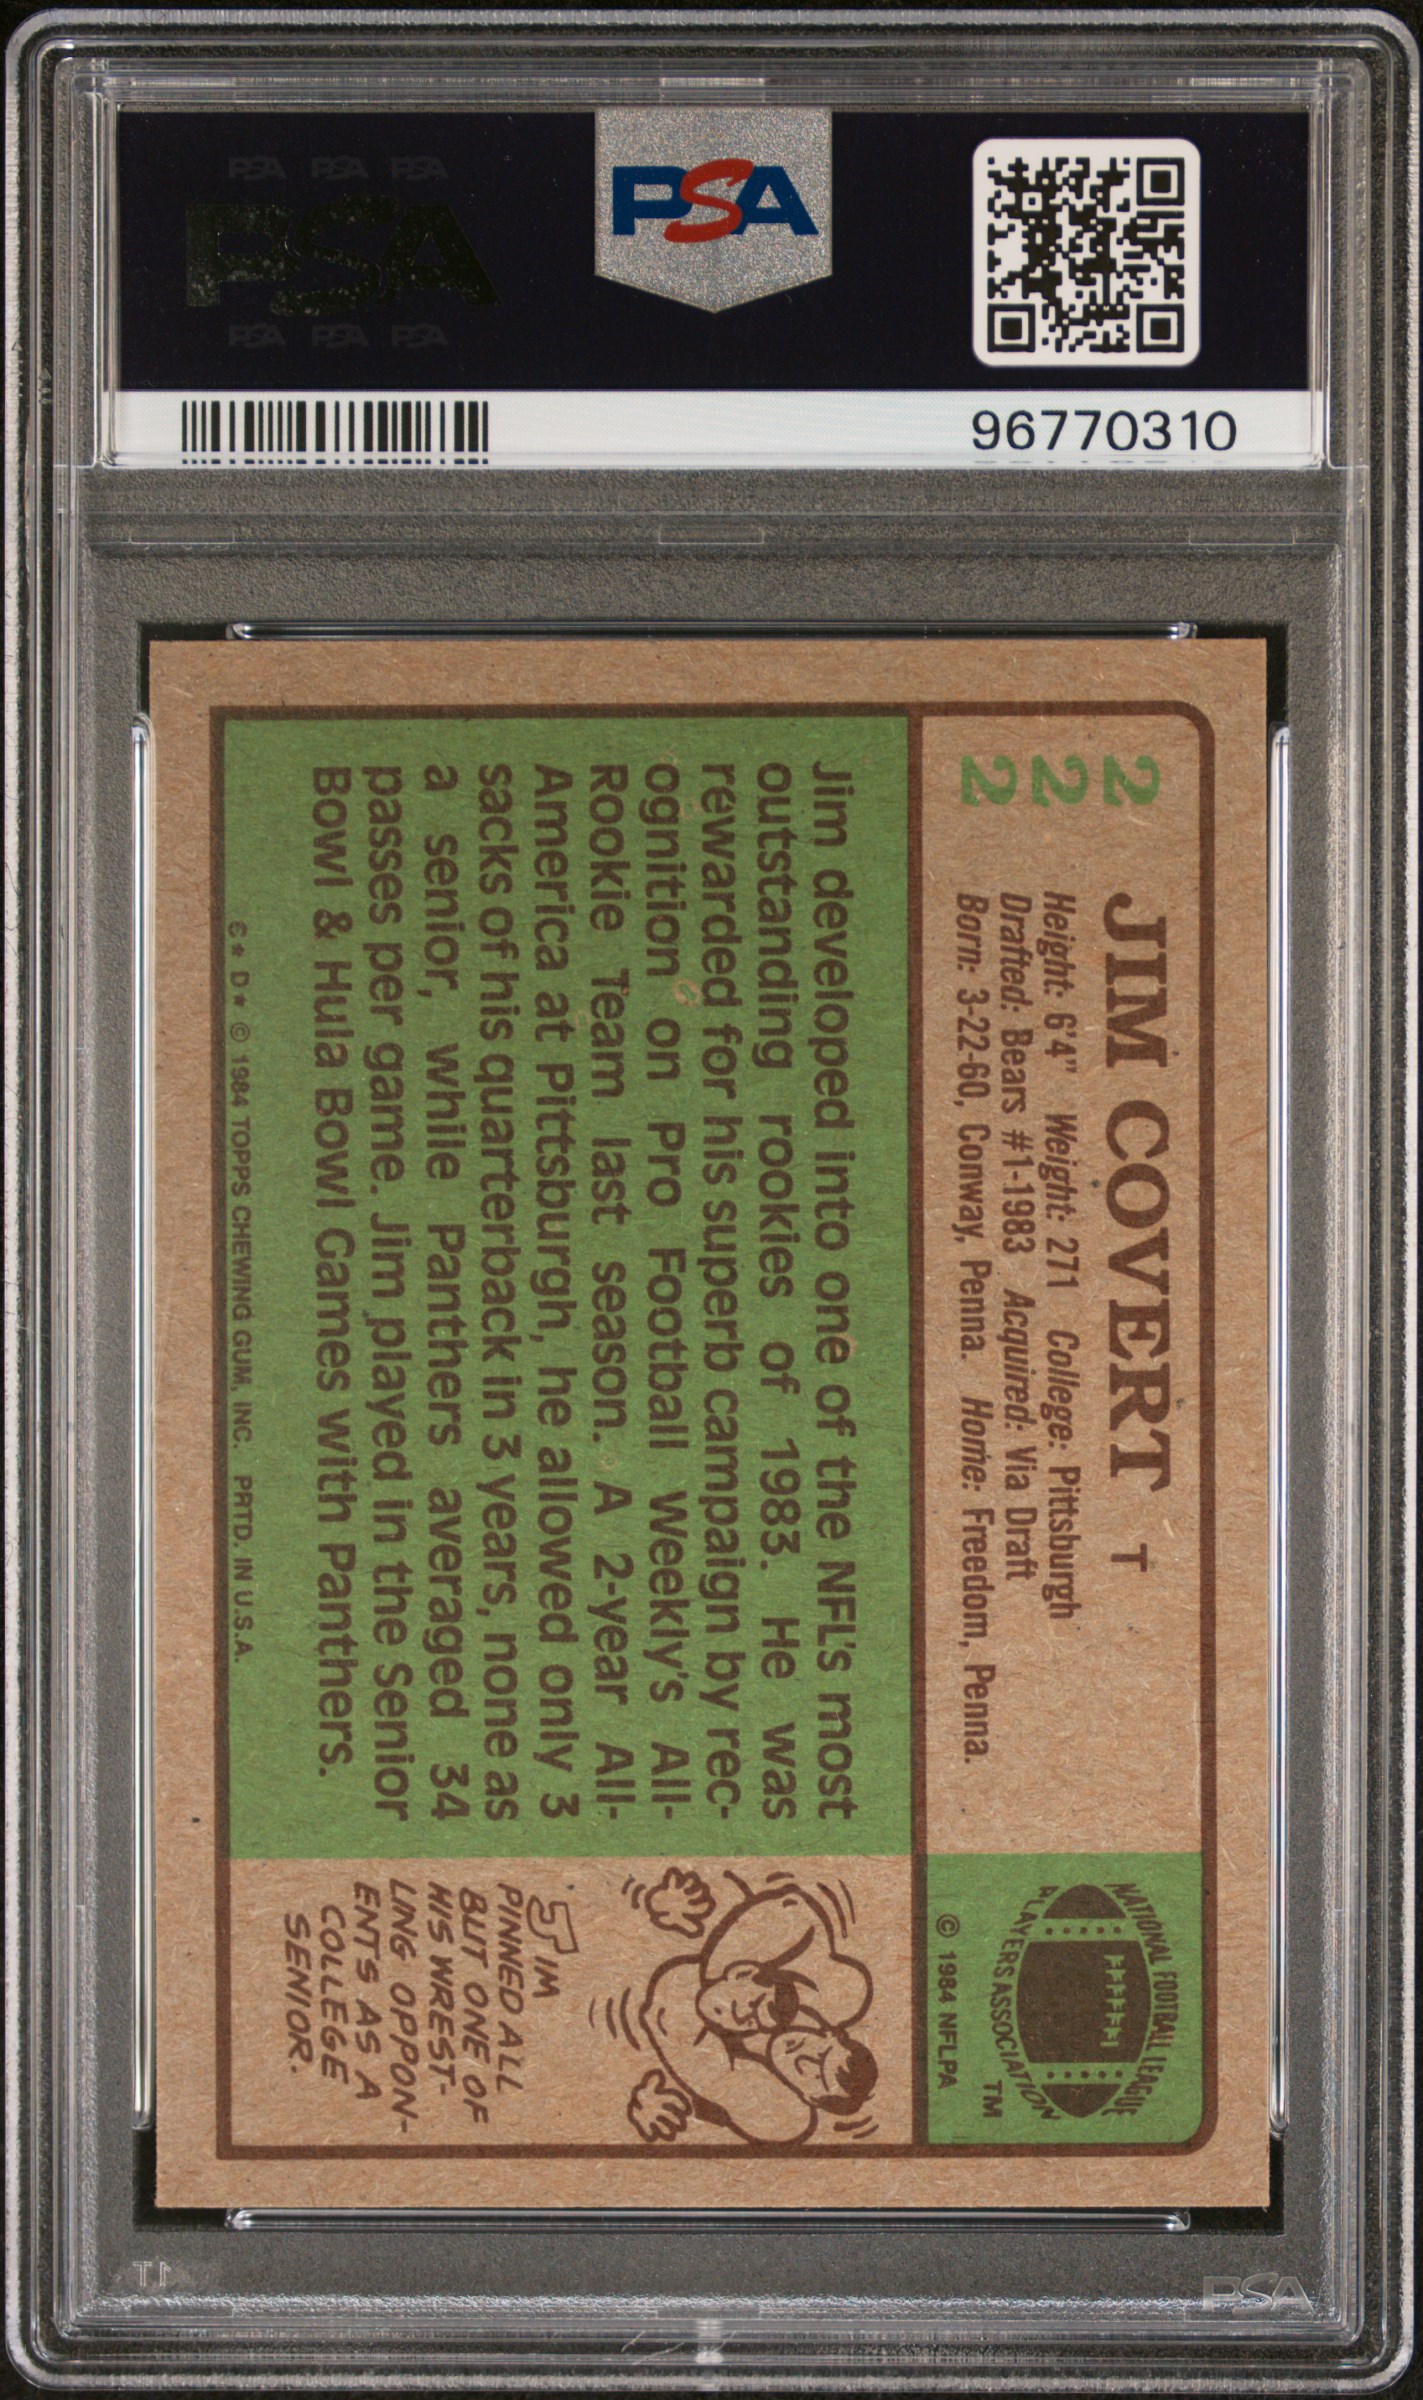 PSA PSA PSA
PSA
PSA PSA PSA
PSA
96770310
222
JIM COVERT T
Height: 6'4" Weight: 271 College: Pittsburgh
Drafted: Bears #1-1983 Acquired: Via Draft
Born: 3-22-60, Conway, Penna. Home: Freedom, Penna.
NATIONAL FOOTBALL LEAGUE
PLAYERS ASSOCIATION
TM
© 1984 NFLPA
Jim developed into one of the NFL's most
outstanding rookies of 1983. He was
rewarded for his superb campaign by rec-
ognition on Pro Football Weekly's All-
Rookie Team last season. A 2-year All-
America at Pittsburgh, he allowed only 3
sacks of his quarterback in 3 years, none as
a senior, while Panthers averaged 34
passes per game. Jim played in the Senior
Bowl & Hula Bowl Games with Panthers.
JIM
PINNED ALL
BUT ONE OF
HIS WREST-
LING OPPON-
ENTS AS A
COLLEGE
SENIOR.
D* © 1984 TOPPS CHEWING GUM, INC. PRTD. IN U.S.A.
PSA